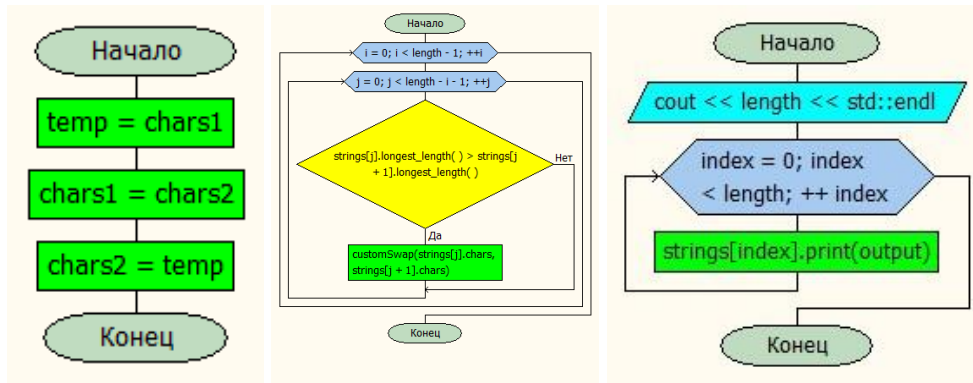 Начало
temp = chars1
chars1 = chars2
chars2 = temp
Конец
Начало
i = 0; i < length - 1; ++i
j = 0; j < length - i - 1; ++j
strings[j].longest_length( ) > strings[j
+ 1].longest_length( )
Нет
Да
customSwap(strings[j].chars,
strings[j + 1].chars)
Конец
Начало
cout << length << std::endl
index = 0; index
< length; ++ index
strings[index].print(output)
Конец